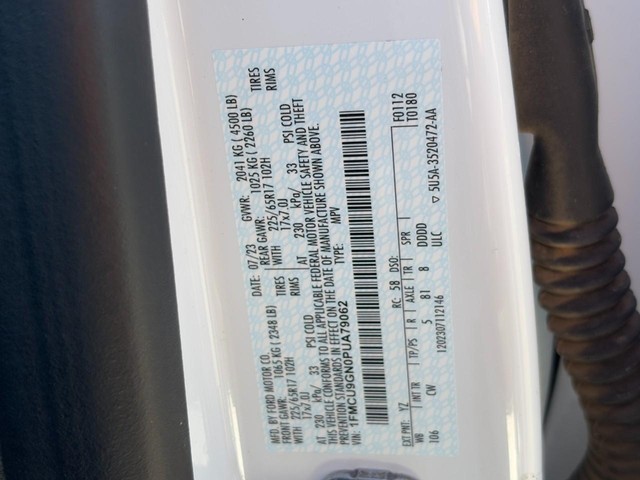 MFD. BY FORD MOTOR CO. DATE: 07/23 GVWR: 2041 KG ( 4500 LB)
FRONT GAWR: 1065 KG ( 2348 LB) REAR GAWR: 1025 KG ( 2260 LB)
WITH 225/65R17 102H TIRES WITH 225/65R17 102H TIRES
17x7.0J RIMS 17x7.0J RIMS
AT 230 kPa/ 33 PSI COLD AT 230 kPa/ 33 PSI COLD
THIS VEHICLE CONFORMS TO ALL APPLICABLE FEDERAL MOTOR VEHICLE SAFETY AND THEFT
PREVENTION STANDARDS IN EFFECT ON THE DATE OF MANUFACTURE SHOWN ABOVE.
VIN: 1FMCU9GN0PUA79062 TYPE: MPV
EXT PNT: YZ RC: 5B DSO: F0112
WB INT TR TP/PS R AXLE TR SPR T0180
106 CW 5 81 8 DDDD
1202307112146 ULC ▽ 5U5A-3520472-AA